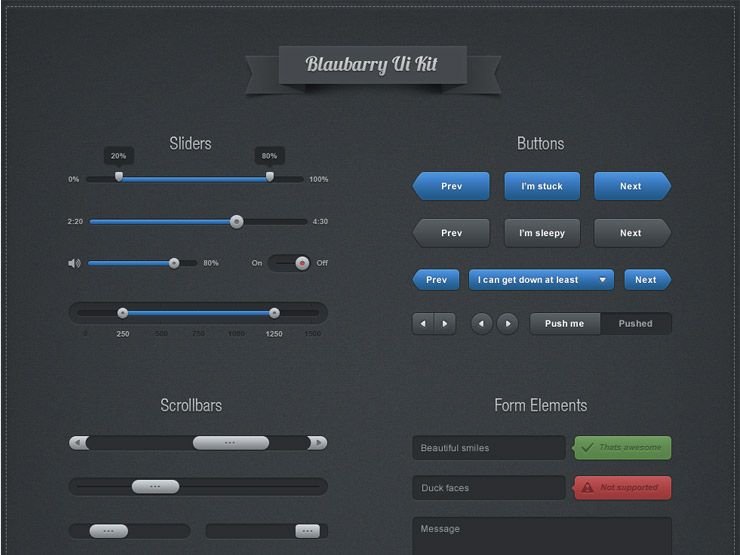 Blaubarry Ui Kit
Sliders
20%
80%
0%
100%
2:20
4:30
80%
On
Off
0
250
500
750
1000
1250
1500
Buttons
Prev
I'm stuck
Next
Prev
I'm sleepy
Next
Prev
I can get down at least
Next
Push me
Pushed
Scrollbars
Form Elements
Beautiful smiles
Thats awesome
Duck faces
Not supported
Message